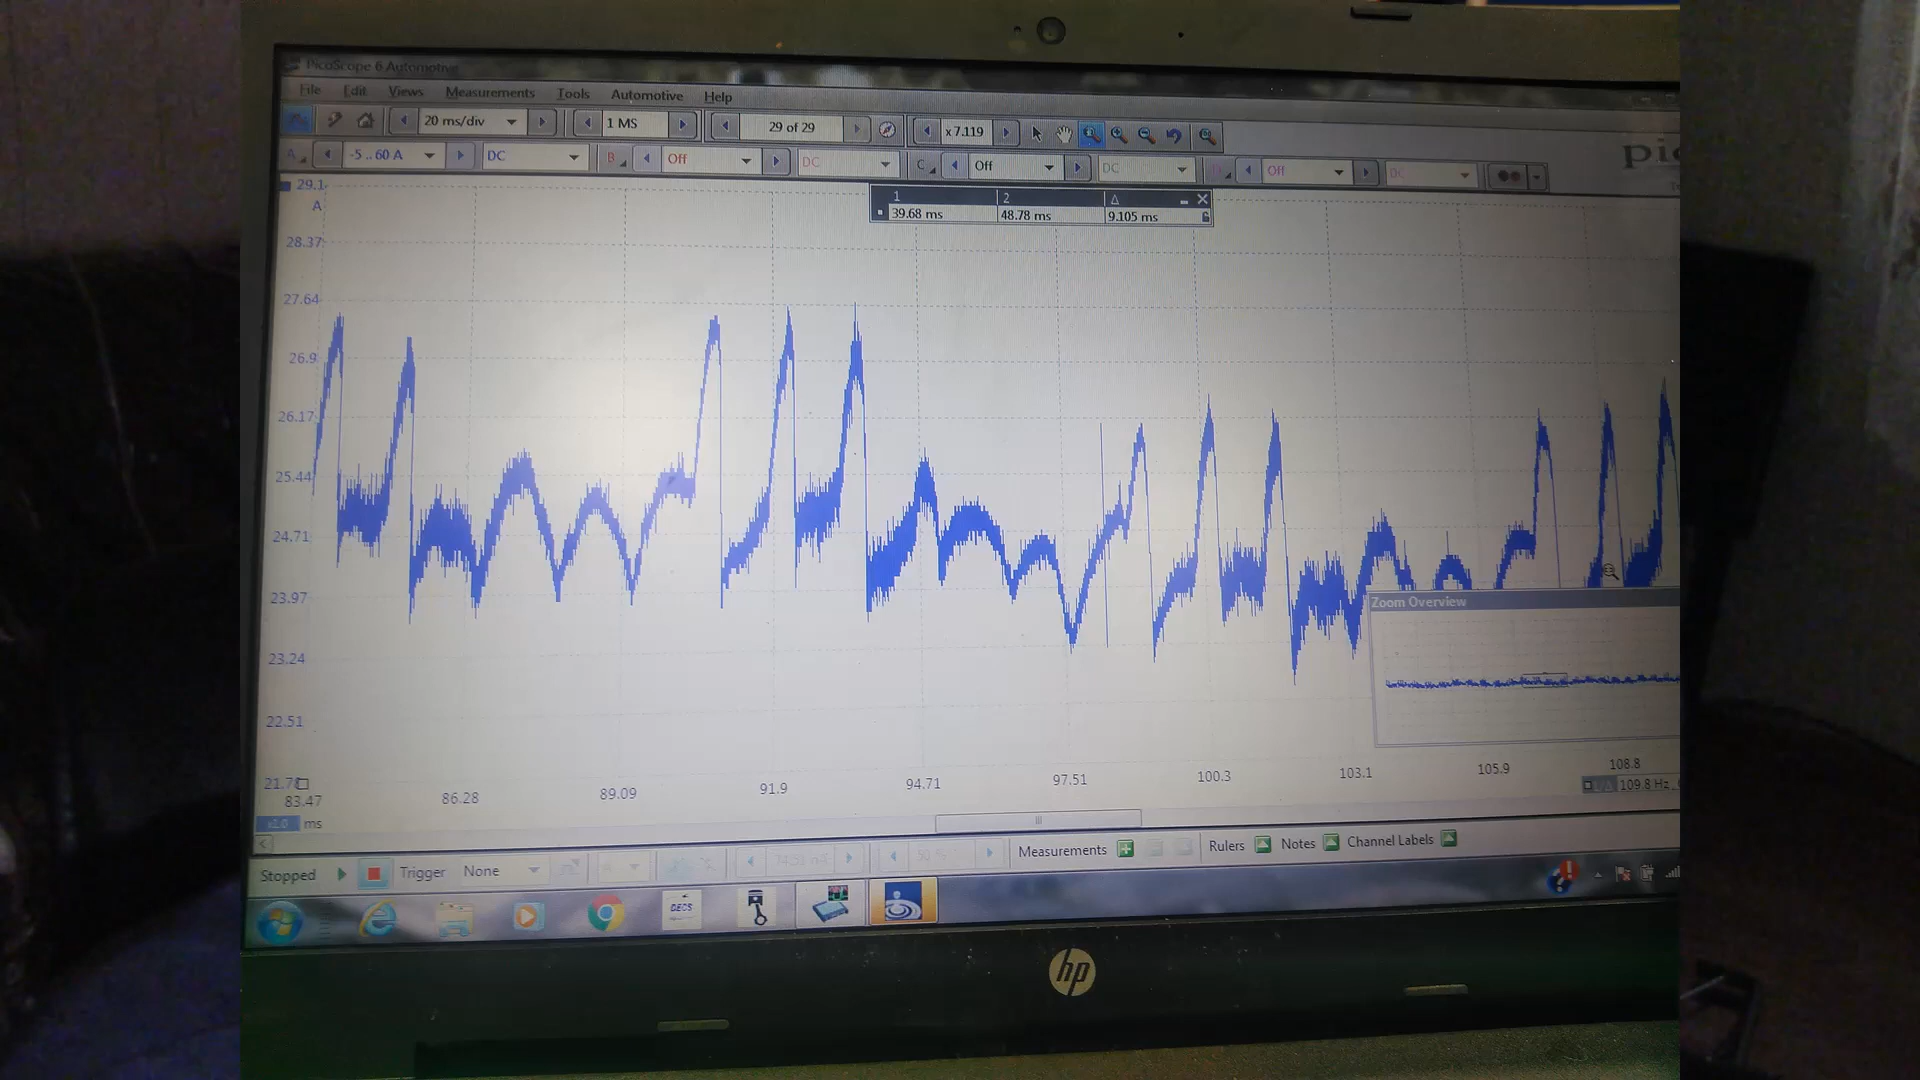 PicoScope 6 Automotive
File Edit Views Measurements Tools Automotive Help
20 ms/div 1 MS 29 of 29 x 7.119
A -5 .. 60 A DC B Off DC C Off DC Off DC
29.1
A
1 2 Δ
39.68 ms 48.78 ms 9.105 ms
28.37
27.64
26.9
26.17
25.44
24.71
23.97
23.24
22.51
Zoom Overview
83.47 86.28 89.09 91.9 94.71 97.51 100.3 103.1 105.9 108.8
x2.0 ms
1/Δ 109.8 Hz
Stopped Trigger None A 50 % Measurements Rulers Notes Channel Labels
hp